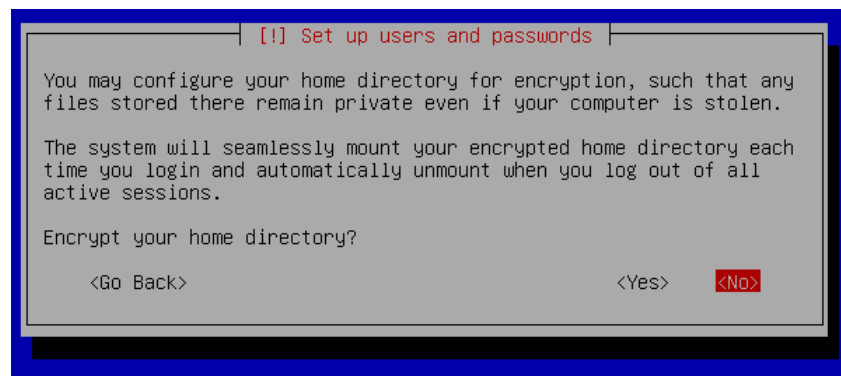 [!] Set up users and passwords
You may configure your home directory for encryption, such that any
files stored there remain private even if your computer is stolen.
The system will seamlessly mount your encrypted home directory each
time you login and automatically unmount when you log out of all
active sessions.
Encrypt your home directory?
<Go Back> <Yes> <No>